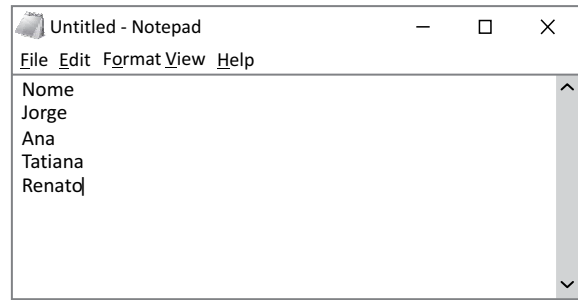 Untitled - Notepad
File Edit Format View Help
Nome
Jorge
Ana
Tatiana
Renato